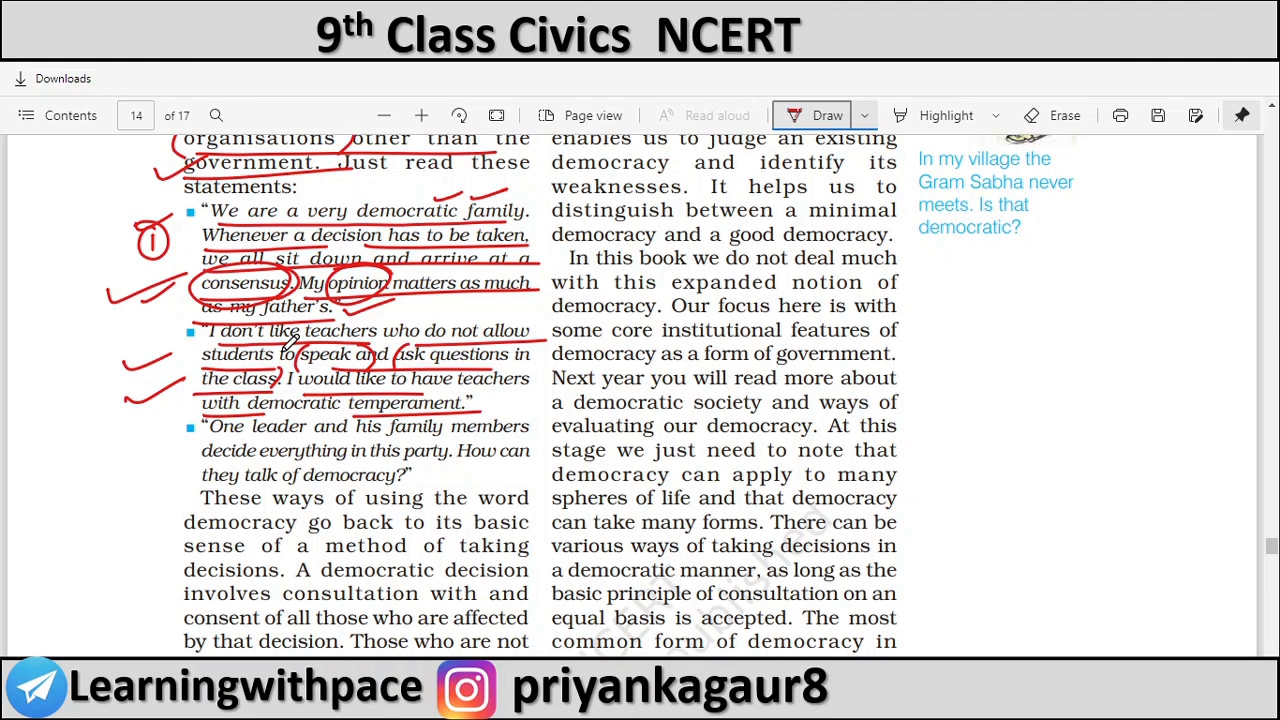 9th Class Civics NCERT
Downloads
Contents 14 of 17 Page view Read aloud Draw Highlight Erase
organisations other than the
government. Just read these
statements:
"We are a very democratic family.
Whenever a decision has to be taken,
we all sit down and arrive at a
consensus. My opinion matters as much
as my father's."
"I don't like teachers who do not allow
students to speak and ask questions in
the class. I would like to have teachers
with democratic temperament."
"One leader and his family members
decide everything in this party. How can
they talk of democracy?"
These ways of using the word
democracy go back to its basic
sense of a method of taking
decisions. A democratic decision
involves consultation with and
consent of all those who are affected
by that decision. Those who are not
enables us to judge an existing
democracy and identify its
weaknesses. It helps us to
distinguish between a minimal
democracy and a good democracy.
In this book we do not deal much
with this expanded notion of
democracy. Our focus here is with
some core institutional features of
democracy as a form of government.
Next year you will read more about
a democratic society and ways of
evaluating our democracy. At this
stage we just need to note that
democracy can apply to many
spheres of life and that democracy
can take many forms. There can be
various ways of taking decisions in
a democratic manner, as long as the
basic principle of consultation on an
equal basis is accepted. The most
common form of democracy in
In my village the
Gram Sabha never
meets. Is that
democratic?
1
NCERT
published
Learningwithpace priyankagaur8